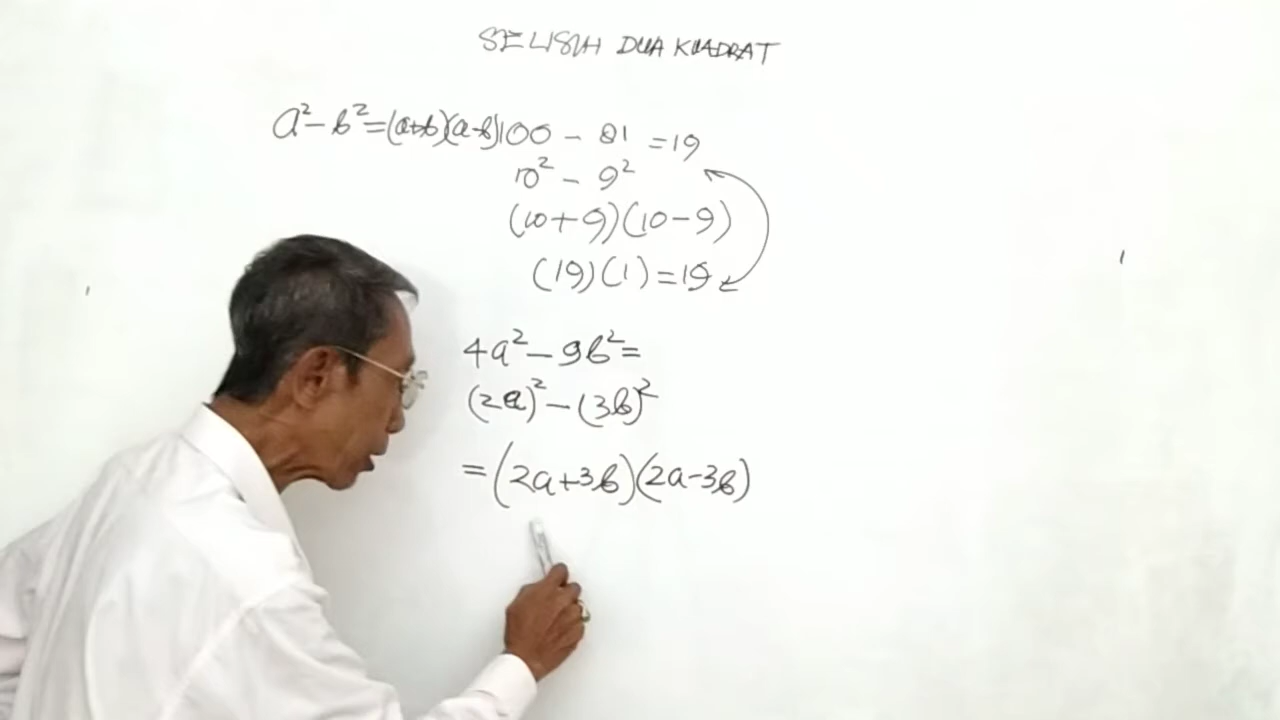 SELISIH DUA KUADRAT
a² - b² = (a+b)(a-b) 100 - 81 = 19
10² - 9²
(10+9)(10-9)
(19)(1) = 19
4a² - 9b² =
(2a)² - (3b)²
= (2a+3b)(2a-3b)